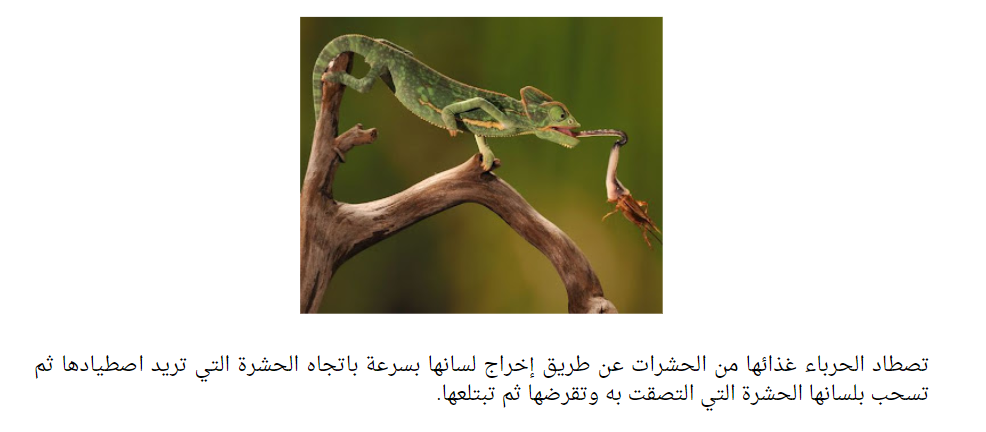 تصطاد الحرباء غذائها من الحشرات عن طريق إخراج لسانها بسرعة باتجاه الحشرة التي تريد اصطيادها ثم
تسحب بلسانها الحشرة التي التصقت به وتقرضها ثم تبتلعها.